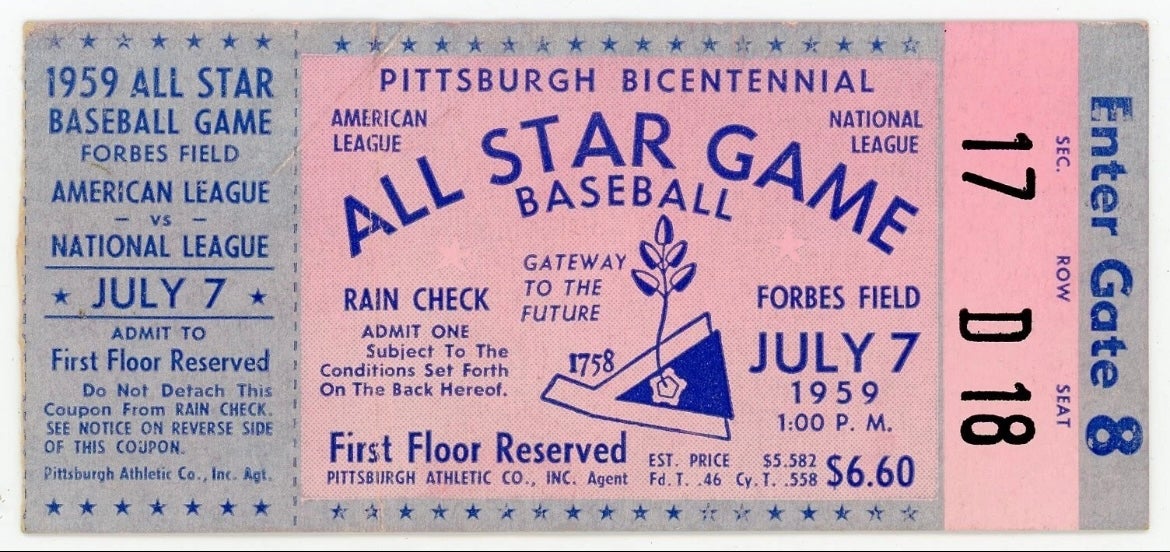 1959 ALL STAR
BASEBALL GAME
FORBES FIELD
AMERICAN LEAGUE
- VS -
NATIONAL LEAGUE
★ JULY 7 ★
ADMIT TO
First Floor Reserved
Do Not Detach This
Coupon From RAIN CHECK.
SEE NOTICE ON REVERSE SIDE
OF THIS COUPON.
Pittsburgh Athletic Co., Inc. Agt.
PITTSBURGH BICENTENNIAL
AMERICAN
LEAGUE
NATIONAL
LEAGUE
ALL STAR GAME
BASEBALL
GATEWAY
TO THE
FUTURE
1758
RAIN CHECK
ADMIT ONE
Subject To The
Conditions Set Forth
On The Back Hereof.
FORBES FIELD
JULY 7
1959
1:00 P. M.
First Floor Reserved
PITTSBURGH ATHLETIC CO., INC. Agent
EST. PRICE $5.582
Fd. T. .46 Cy. T. .558
$6.60
SEC. 17
ROW D
SEAT 18
Enter Gate 8